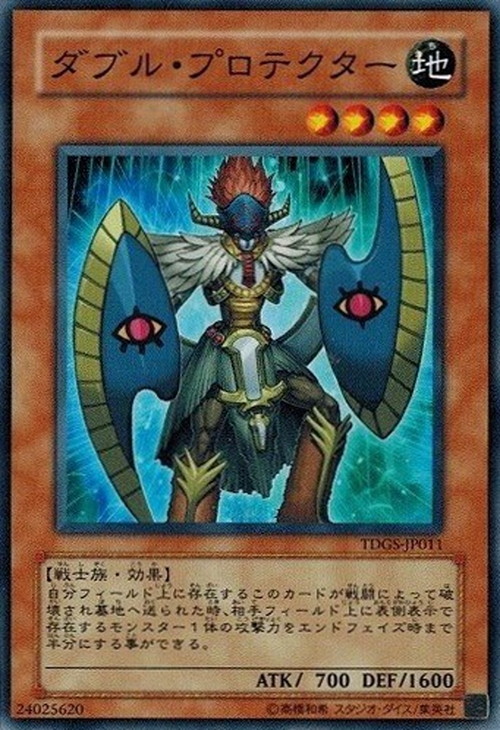 ダブル・プロテクター
地
TDGS-JP011
【戦士族・効果】
自分フィールド上に存在するこのカードが戦闘によって破
壊され墓地へ送られた時、相手フィールド上に表側表示で
存在するモンスター1体の攻撃力をエンドフェイズ時まで
半分にする事ができる。
ATK/ 700 DEF/1600
24025620
©高橋和希 スタジオ・ダイス/集英社